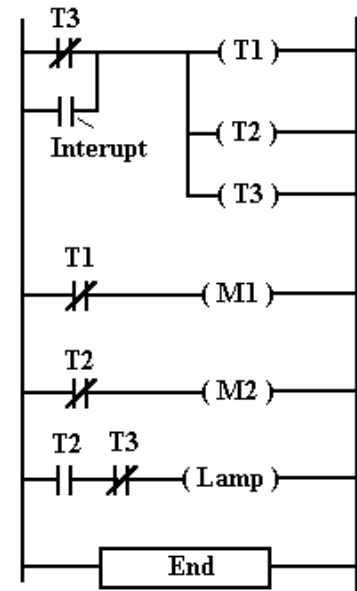 T3
( T1 )
Interupt
( T2 )
( T3 )
T1
( M1 )
T2
( M2 )
T2 T3
( Lamp )
End